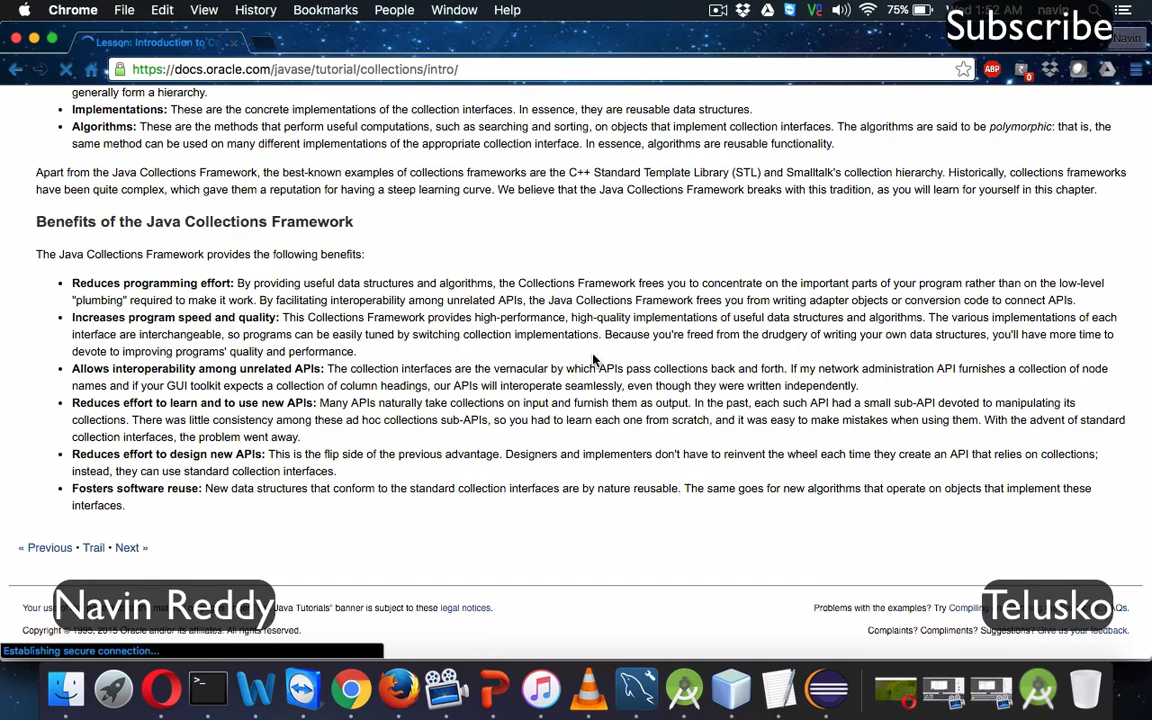 Chrome File Edit View History Bookmarks People Window Help 75% Wed 1:52 AM navin
Subscribe
Lesson: Introduction to Co
Navin
https://docs.oracle.com/javase/tutorial/collections/intro/
ABP 0
generally form a hierarchy.
• Implementations: These are the concrete implementations of the collection interfaces. In essence, they are reusable data structures.
• Algorithms: These are the methods that perform useful computations, such as searching and sorting, on objects that implement collection interfaces. The algorithms are said to be polymorphic: that is, the
same method can be used on many different implementations of the appropriate collection interface. In essence, algorithms are reusable functionality.
Apart from the Java Collections Framework, the best-known examples of collections frameworks are the C++ Standard Template Library (STL) and Smalltalk's collection hierarchy. Historically, collections frameworks
have been quite complex, which gave them a reputation for having a steep learning curve. We believe that the Java Collections Framework breaks with this tradition, as you will learn for yourself in this chapter.
Benefits of the Java Collections Framework
The Java Collections Framework provides the following benefits:
• Reduces programming effort: By providing useful data structures and algorithms, the Collections Framework frees you to concentrate on the important parts of your program rather than on the low-level
"plumbing" required to make it work. By facilitating interoperability among unrelated APIs, the Java Collections Framework frees you from writing adapter objects or conversion code to connect APIs.
• Increases program speed and quality: This Collections Framework provides high-performance, high-quality implementations of useful data structures and algorithms. The various implementations of each
interface are interchangeable, so programs can be easily tuned by switching collection implementations. Because you're freed from the drudgery of writing your own data structures, you'll have more time to
devote to improving programs' quality and performance.
• Allows interoperability among unrelated APIs: The collection interfaces are the vernacular by which APIs pass collections back and forth. If my network administration API furnishes a collection of node
names and if your GUI toolkit expects a collection of column headings, our APIs will interoperate seamlessly, even though they were written independently.
• Reduces effort to learn and to use new APIs: Many APIs naturally take collections on input and furnish them as output. In the past, each such API had a small sub-API devoted to manipulating its
collections. There was little consistency among these ad hoc collections sub-APIs, so you had to learn each one from scratch, and it was easy to make mistakes when using them. With the advent of standard
collection interfaces, the problem went away.
• Reduces effort to design new APIs: This is the flip side of the previous advantage. Designers and implementers don't have to reinvent the wheel each time they create an API that relies on collections;
instead, they can use standard collection interfaces.
• Fosters software reuse: New data structures that conform to the standard collection interfaces are by nature reusable. The same goes for new algorithms that operate on objects that implement these
interfaces.
« Previous • Trail • Next »
Navin Reddy
Telusko
Your us "Java Tutorials" banner is subject to these legal notices.
Problems with the examples? Try Compiling FAQs.
Copyright © 1995, 2015 Oracle and/or its affiliates. All rights reserved.
Complaints? Compliments? Suggestions? Give us your feedback.
Establishing secure connection...